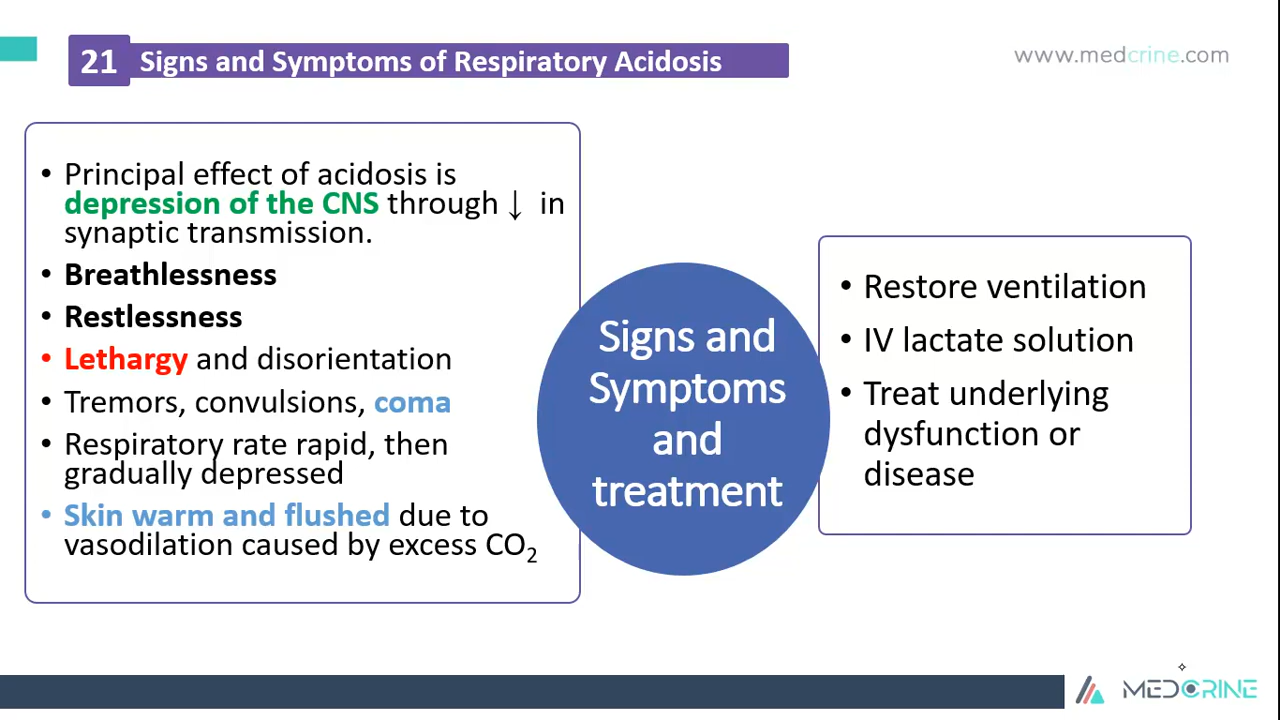 21 Signs and Symptoms of Respiratory Acidosis
www.medcrine.com
• Principal effect of acidosis is
depression of the CNS through ↓ in
synaptic transmission.
• Breathlessness
• Restlessness
• Lethargy and disorientation
• Tremors, convulsions, coma
• Respiratory rate rapid, then
gradually depressed
• Skin warm and flushed due to
vasodilation caused by excess CO₂
Signs and
Symptoms
and
treatment
• Restore ventilation
• IV lactate solution
• Treat underlying
dysfunction or
disease
MEDCRINE